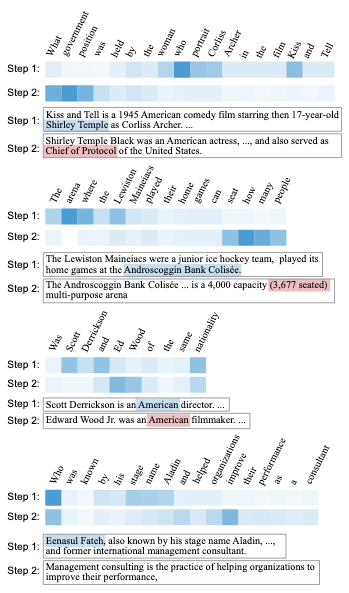 What government position was held by the woman who portrait Corliss Archer in the film Kiss and Tell
Step 1:
Step 2:
Step 1: Kiss and Tell is a 1945 American comedy film starring then 17-year-old
Shirley Temple as Corliss Archer. ...
Step 2: Shirley Temple Black was an American actress, ..., and also served as
Chief of Protocol of the United States.
The arena where the Lewiston Maineiacs played their home games can seat how many people
Step 1:
Step 2:
Step 1: The Lewiston Maineiacs were a junior ice hockey team, played its
home games at the Androscoggin Bank Colisée.
Step 2: The Androscoggin Bank Colisée ... is a 4,000 capacity (3,677 seated)
multi-purpose arena
Was Scott Derrickson and Ed Wood of the same nationality
Step 1:
Step 2:
Step 1: Scott Derrickson is an American director. ...
Step 2: Edward Wood Jr. was an American filmmaker. ...
Who was known by his stage name Aladin and helped organizations improve their performance as a consultant
Step 1:
Step 2:
Step 1: Eenasul Fateh, also known by his stage name Aladin, ...,
and former international management consultant.
Step 2: Management consulting is the practice of helping organizations to
improve their performance,